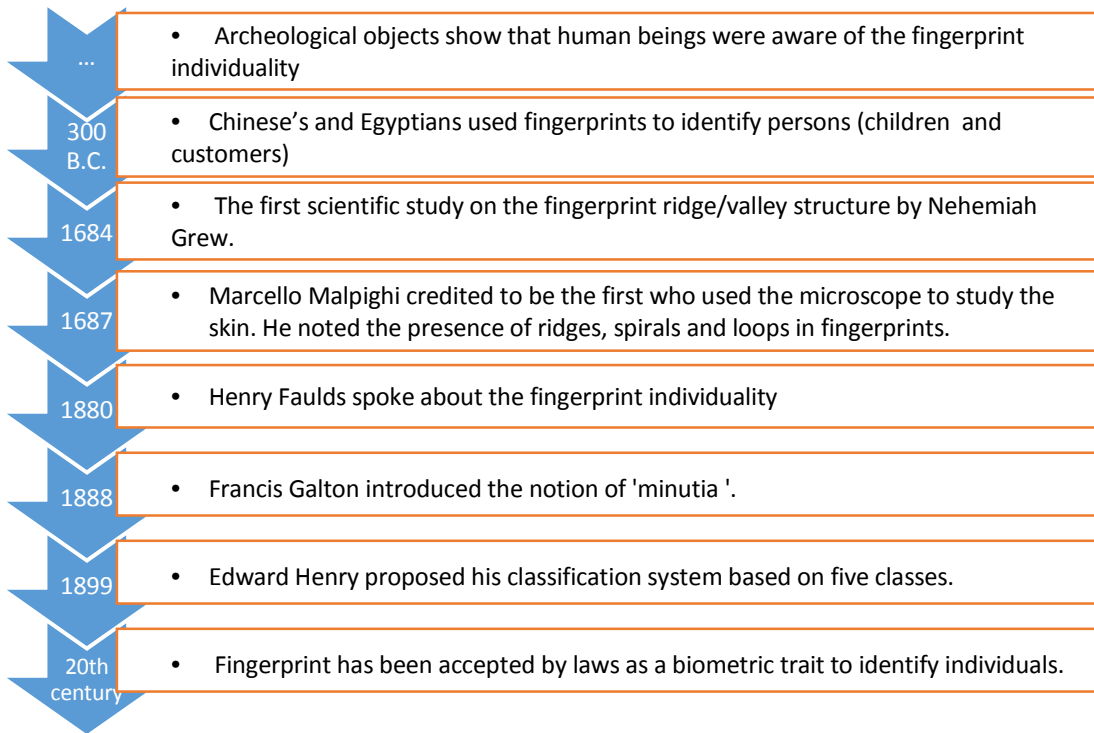 ...
• Archeological objects show that human beings were aware of the fingerprint
individuality
300
B.C.
• Chinese's and Egyptians used fingerprints to identify persons (children and
customers)
1684
• The first scientific study on the fingerprint ridge/valley structure by Nehemiah
Grew.
1687
• Marcello Malpighi credited to be the first who used the microscope to study the
skin. He noted the presence of ridges, spirals and loops in fingerprints.
1880
• Henry Faulds spoke about the fingerprint individuality
1888
• Francis Galton introduced the notion of 'minutia '.
1899
• Edward Henry proposed his classification system based on five classes.
20th
century
• Fingerprint has been accepted by laws as a biometric trait to identify individuals.